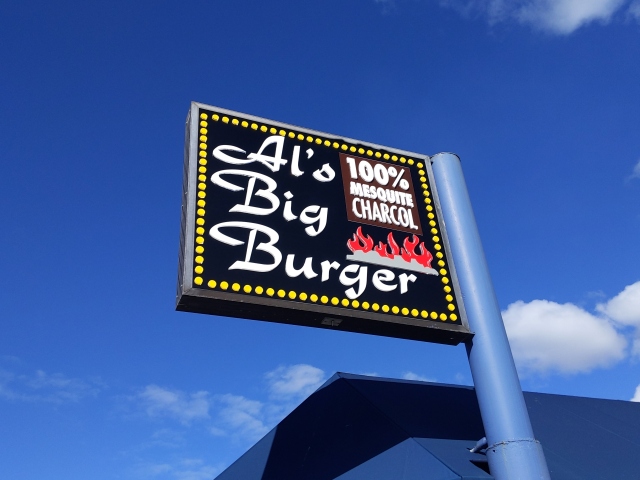 Al's
Big
Burger
100%
MESQUITE
CHARCOL